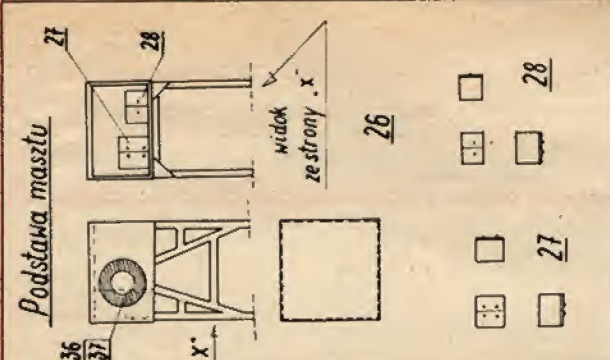 Podstawa masztu
27
28
widok
ze strony „X"
26
28
36
37
X"
27